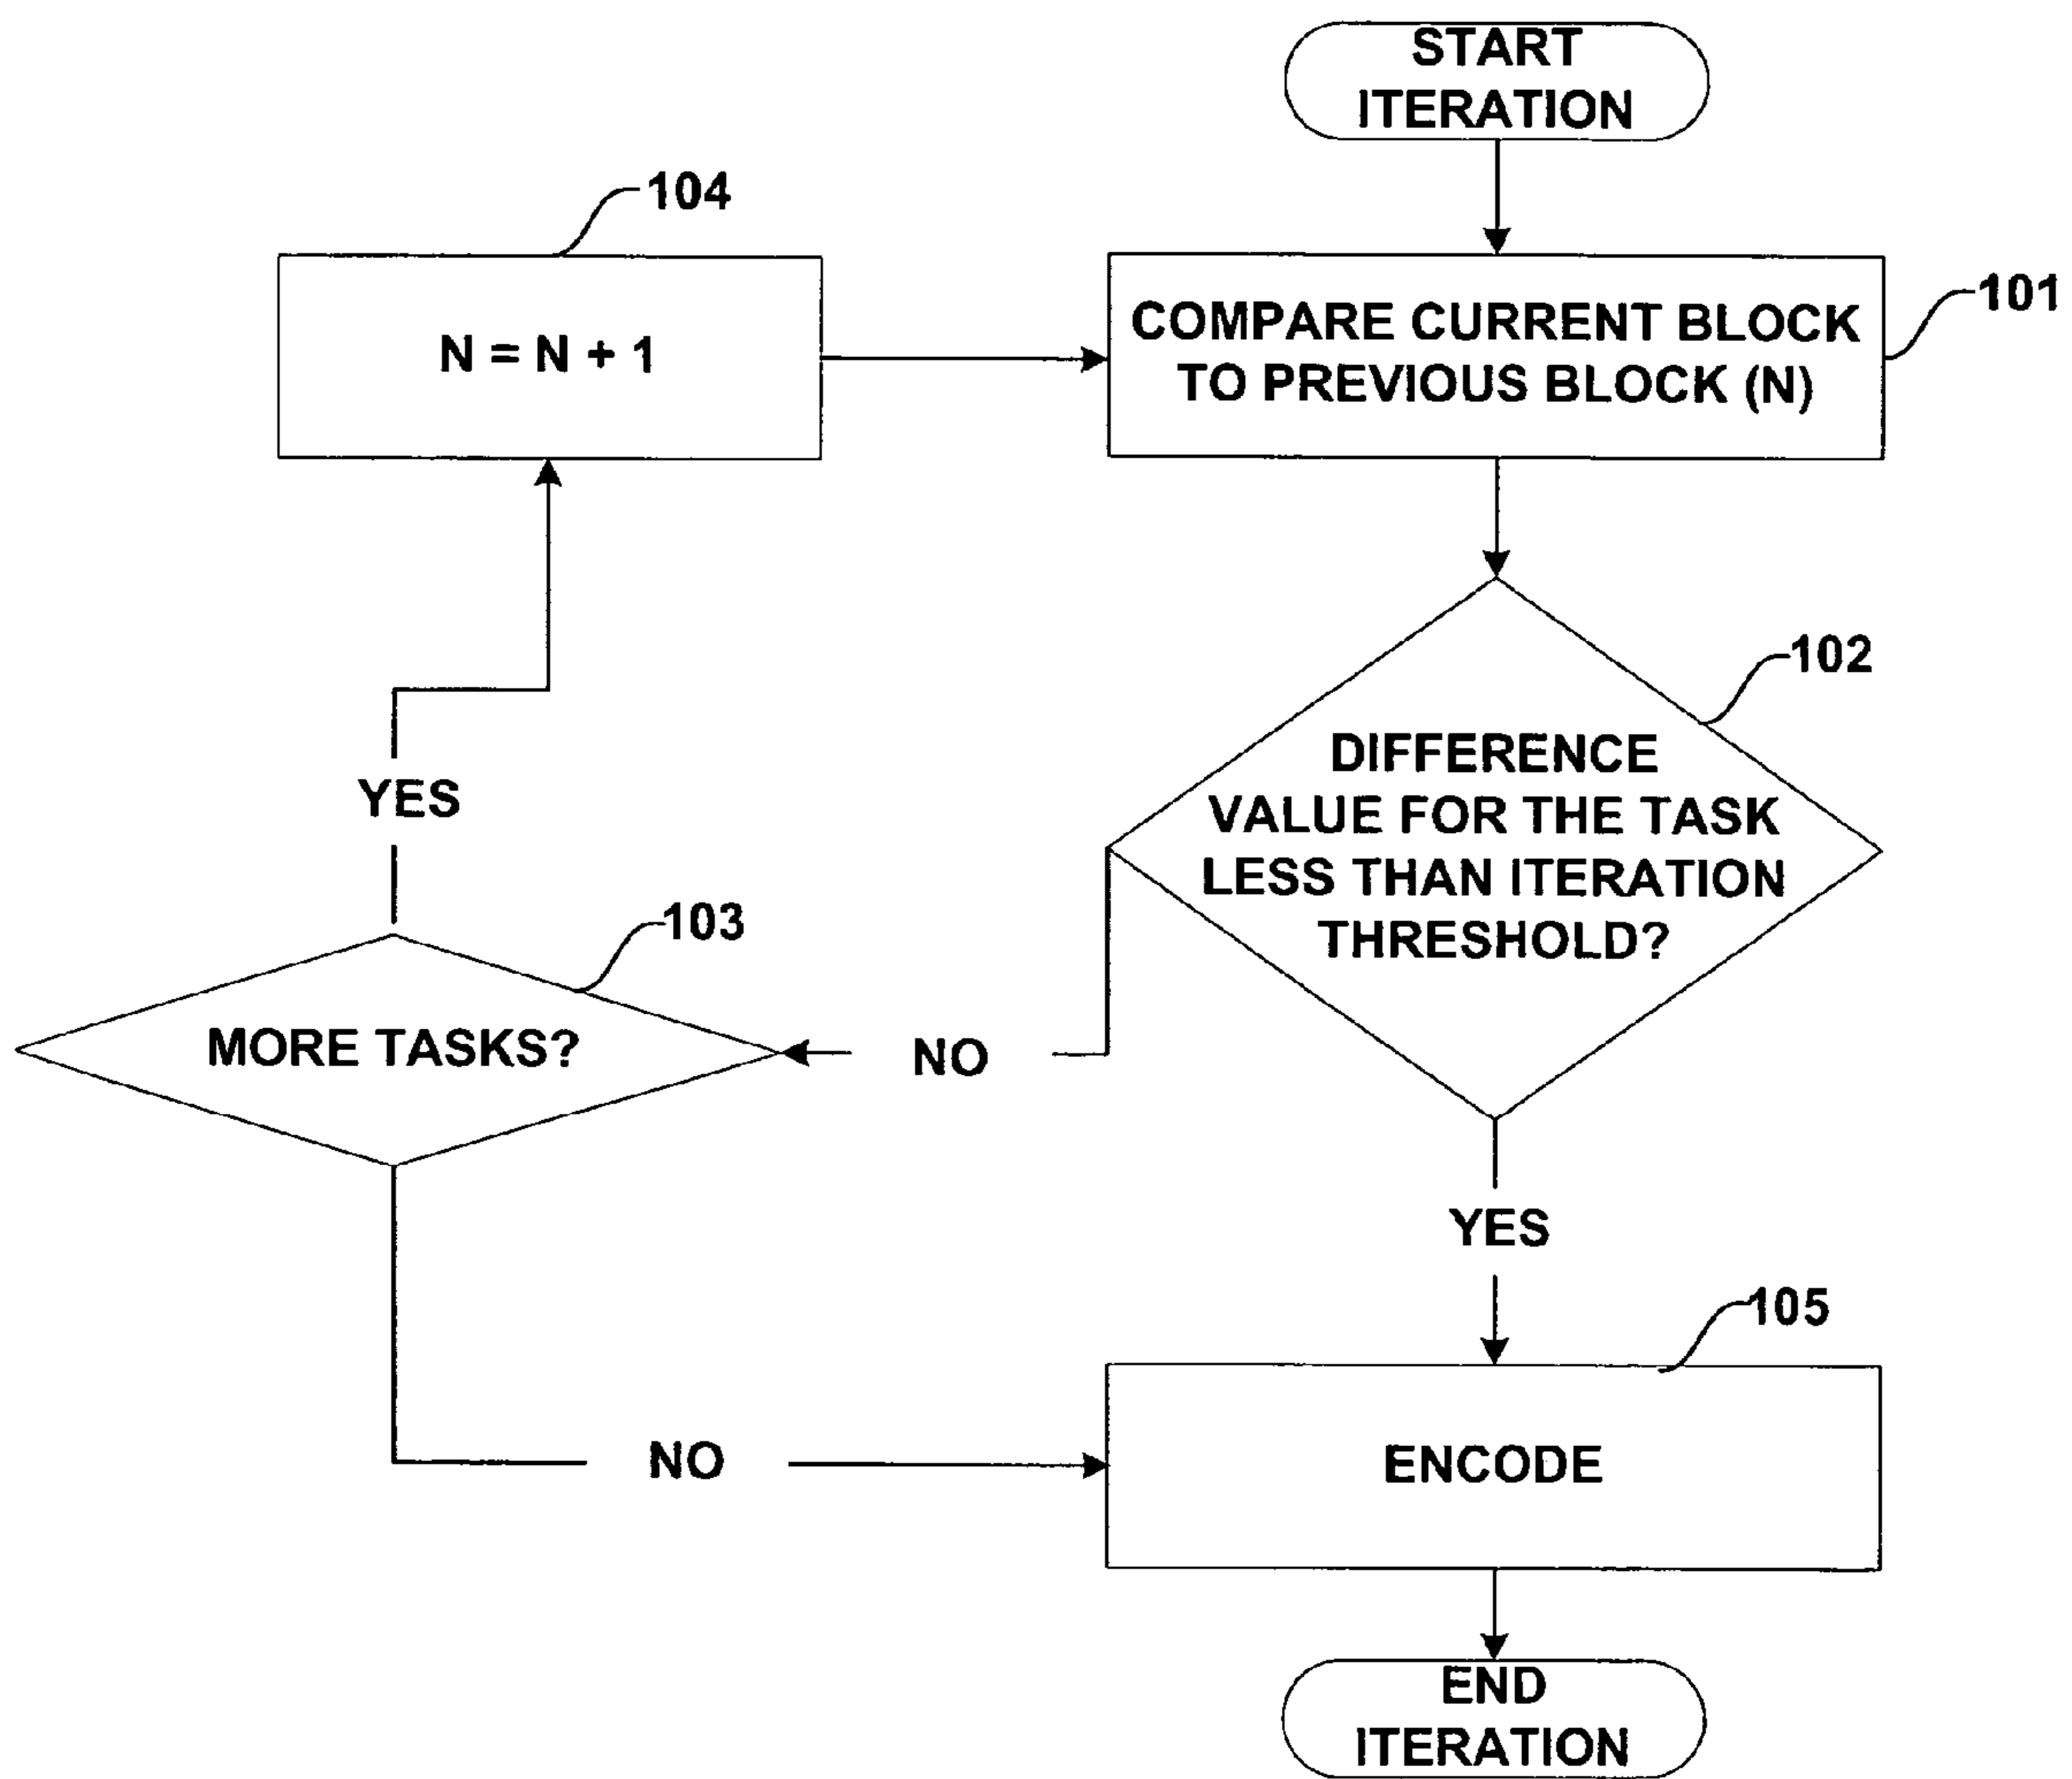 START
ITERATION
104
N = N + 1
COMPARE CURRENT BLOCK
TO PREVIOUS BLOCK (N)
101
102
DIFFERENCE
VALUE FOR THE TASK
LESS THAN ITERATION
THRESHOLD?
YES
103
MORE TASKS?
NO
YES
105
NO
ENCODE
END
ITERATION